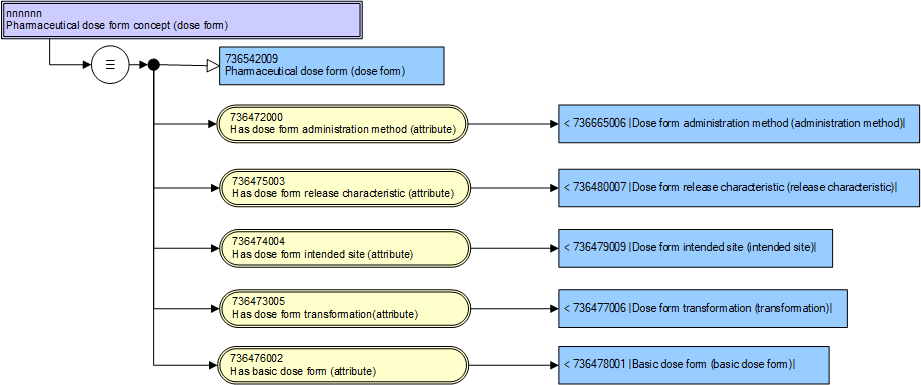 nnnnnn
Pharmaceutical dose form concept (dose form)
☰
736542009
Pharmaceutical dose form (dose form)
736472000
Has dose form administration method (attribute)
< 736665006 |Dose form administration method (administration method)|
736475003
Has dose form release characteristic (attribute)
< 736480007 |Dose form release characteristic (release characteristic)|
736474004
Has dose form intended site (attribute)
< 736479009 |Dose form intended site (intended site)|
736473005
Has dose form transformation(attribute)
< 736477006 |Dose form transformation (transformation)|
736476002
Has basic dose form (attribute)
< 736478001 |Basic dose form (basic dose form)|